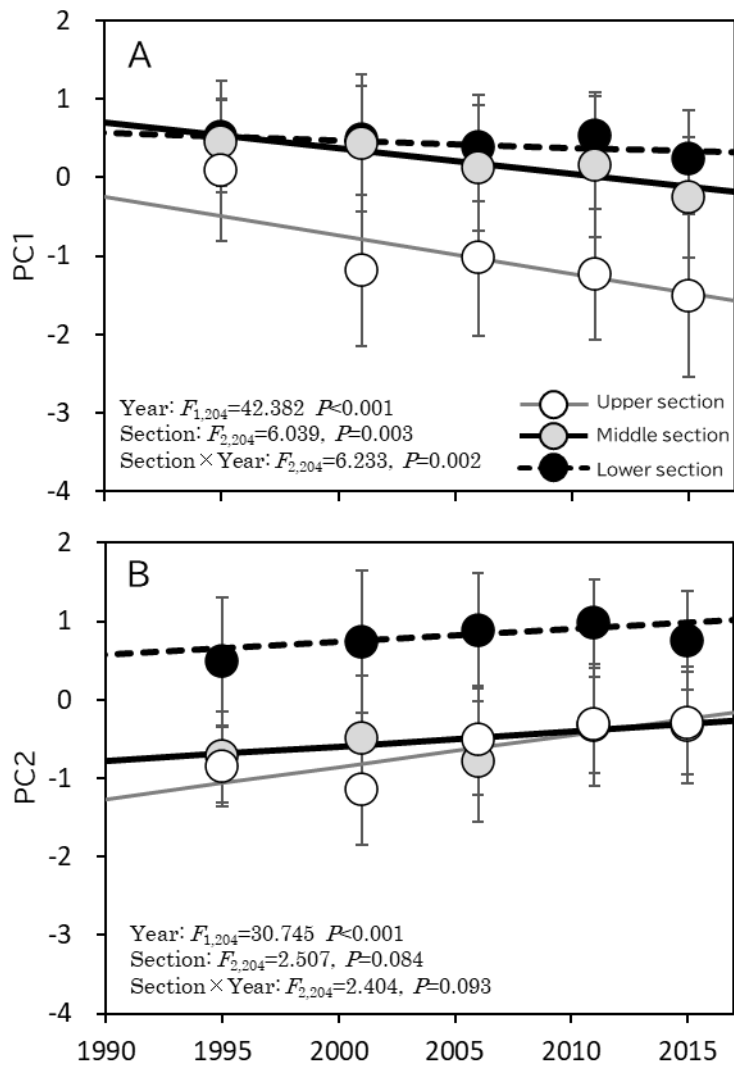 2
A
1
0
PC1
-1
-2
-3
Year: F1,204=42.382 P<0.001
Section: F2,204=6.039, P=0.003
Section×Year: F2,204=6.233, P=0.002
Upper section
Middle section
Lower section
-4
2
B
1
0
PC2
-1
-2
-3
Year: F1,204=30.745 P<0.001
Section: F2,204=2.507, P=0.084
Section×Year: F2,204=2.404, P=0.093
-4
1990 1995 2000 2005 2010 2015